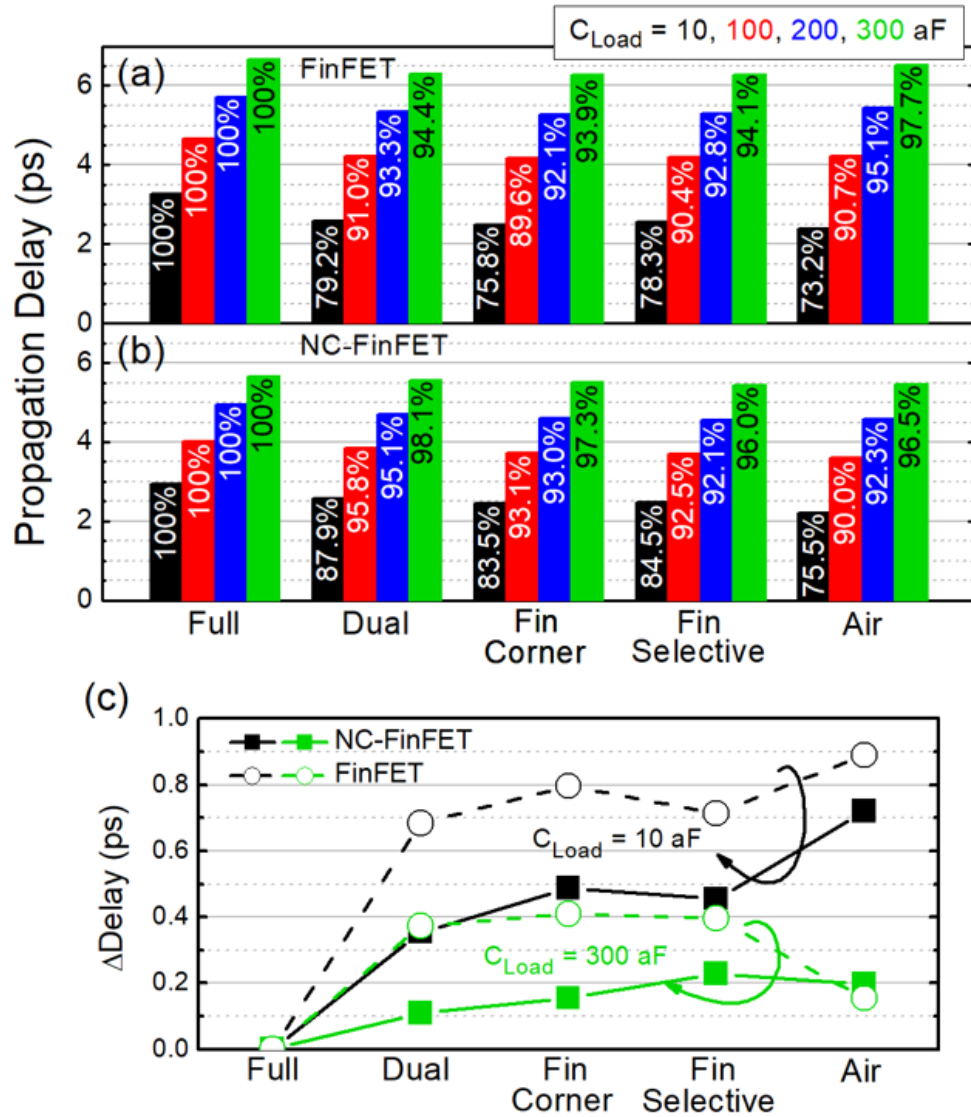 C_Load = 10, 100, 200, 300 aF
Propagation Delay (ps)
(a)
FinFET
6
4
2
0
100%
100%
100%
100%
79.2%
91.0%
93.3%
94.4%
75.8%
89.6%
92.1%
93.9%
78.3%
90.4%
92.8%
94.1%
73.2%
90.7%
95.1%
97.7%
(b)
NC-FinFET
6
4
2
0
100%
100%
100%
100%
87.9%
95.8%
95.1%
98.1%
83.5%
93.1%
93.0%
97.3%
84.5%
92.5%
92.1%
96.0%
75.5%
90.0%
92.3%
96.5%
Full
Dual
Fin
Corner
Fin
Selective
Air
(c)
ΔDelay (ps)
1.0
0.8
0.6
0.4
0.2
0.0
NC-FinFET
FinFET
C_Load = 10 aF
C_Load = 300 aF
Full
Dual
Fin
Corner
Fin
Selective
Air